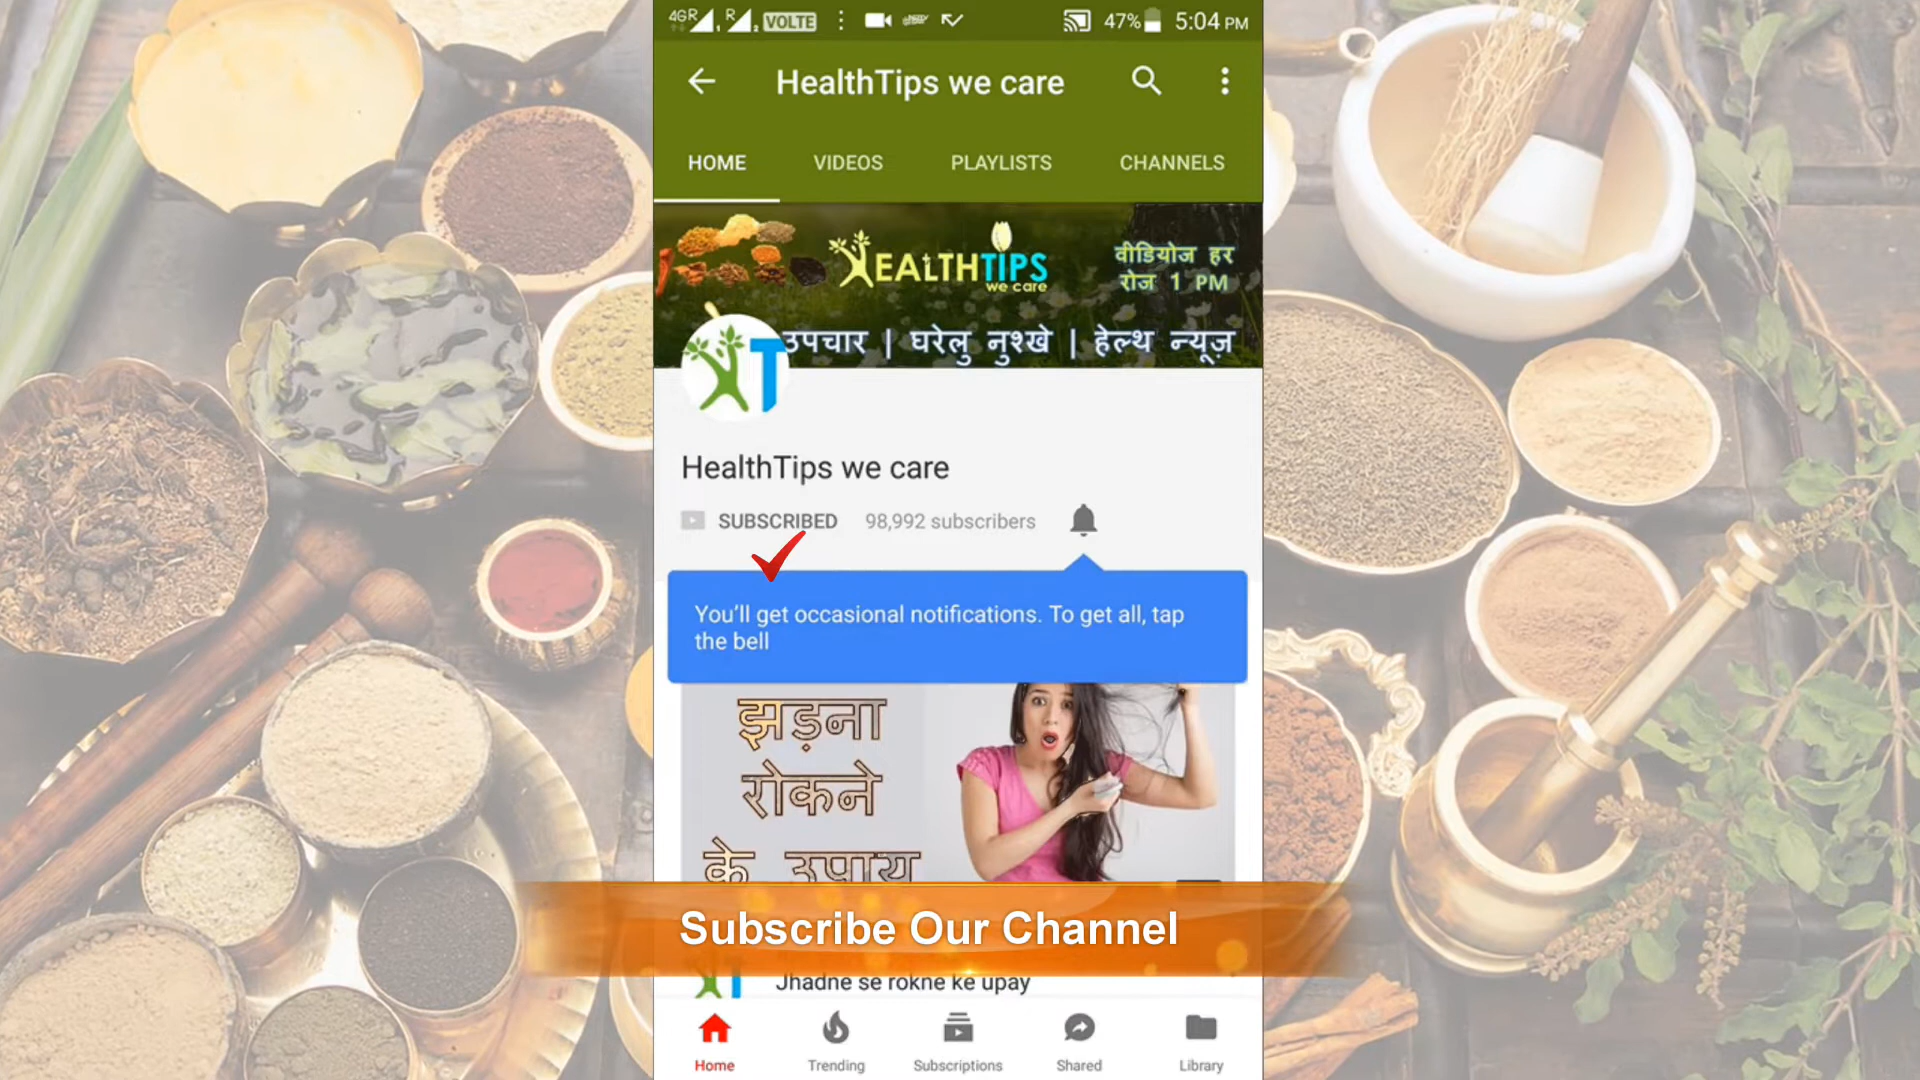 4GR R VOLTE 47% 5:04 PM
HealthTips we care
HOME VIDEOS PLAYLISTS CHANNELS
HEALTHTIPS
we care
वीडियोज हर
रोज 1 PM
उपचार | घरेलु नुश्खे | हेल्थ न्यूज़
T
HealthTips we care
SUBSCRIBED 98,992 subscribers
You'll get occasional notifications. To get all, tap
the bell
झड़ना
रोकने
के उपाय
Subscribe Our Channel
Jhadne se rokne ke upay
Home Trending Subscriptions Shared Library